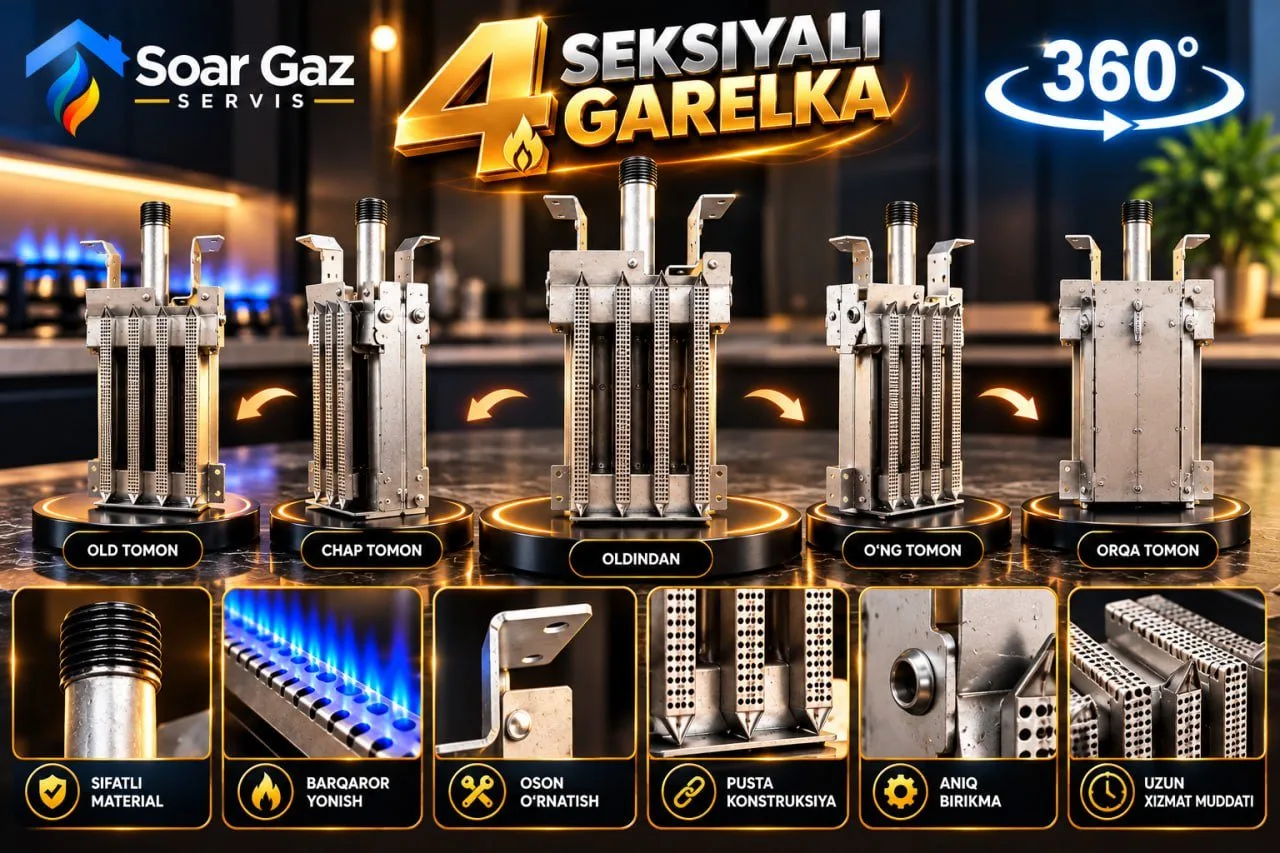 Soar Gaz
SERVIS
4 SEKSIYALI
GARELKA
360°
OLD TOMON
CHAP TOMON
OLDINDAN
O‘NG TOMON
ORQA TOMON
SIFATLI
MATERIAL
BARQAROR
YONISH
OSON
O‘RNATISH
PUSTA
KONSTRUKSIYA
ANIQ
BIRIKMA
UZUN
XIZMAT MUDDATI